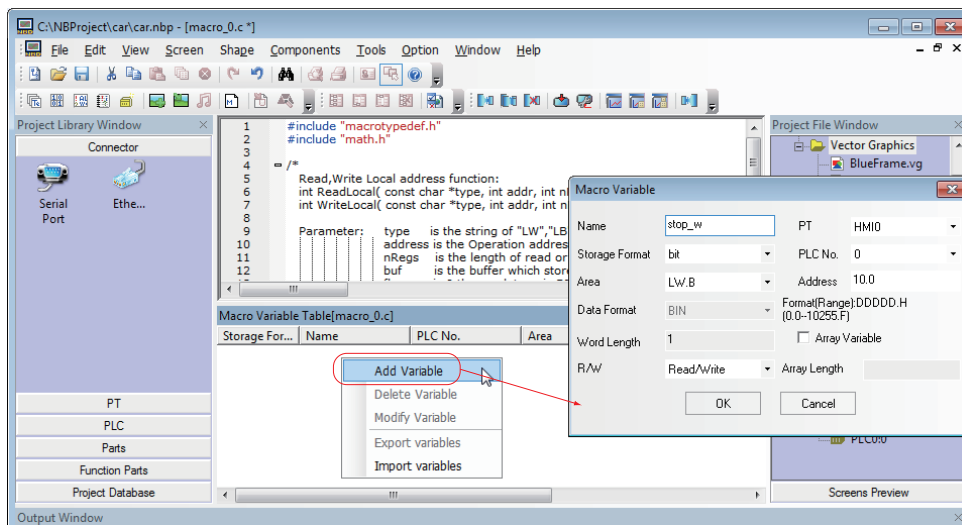 C:\NBProject\car\car.nbp - [macro_0.c *]
File Edit View Screen Shape Components Tools Option Window Help
Project Library Window
Connector
Serial Port
Ethe...
PT
PLC
Parts
Function Parts
Project Database
1 #include "macrotypedef.h"
2 #include "math.h"
3
4 /*
5 Read,Write Local address function:
6 int ReadLocal( const char *type, int addr, int n
7 int WriteLocal( const char *type, int addr, int n
8
9 Parameter: type is the string of "LW","LB
10 address is the Operation addres
11 nRegs is the length of read or
12 buf is the buffer which stor
Macro Variable Table[macro_0.c]
Storage For... Name PLC No. Area
Add Variable
Delete Variable
Modify Variable
Export variables
Import variables
Project File Window
Vector Graphics
BlueFrame.vg
Macro Variable
Name stop_w PT HMI0
Storage Format bit PLC No. 0
Area LW.B Address 10.0
Data Format BIN Format(Range):DDDDD.H
(0.0--10255.F)
Word Length 1 Array Variable
R/W Read/Write Array Length
OK Cancel
PLC0:0
Screens Preview
Output Window